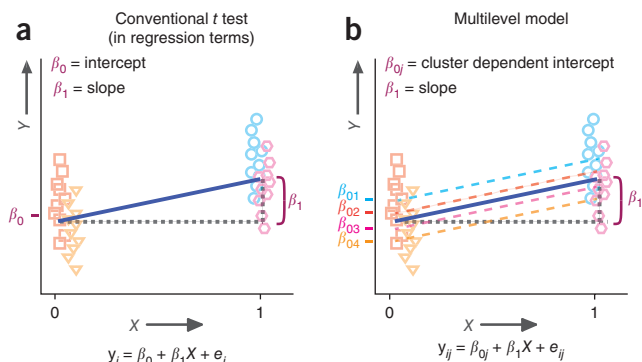 a
Conventional t test
(in regression terms)
β0 = intercept
β1 = slope
Y
β0
β1
0
X
1
yi = β0 + β1X + ei
b
Multilevel model
β0j = cluster dependent intercept
β1 = slope
Y
β01
β02
β03
β04
β1
0
X
1
yij = β0j + β1X + eij